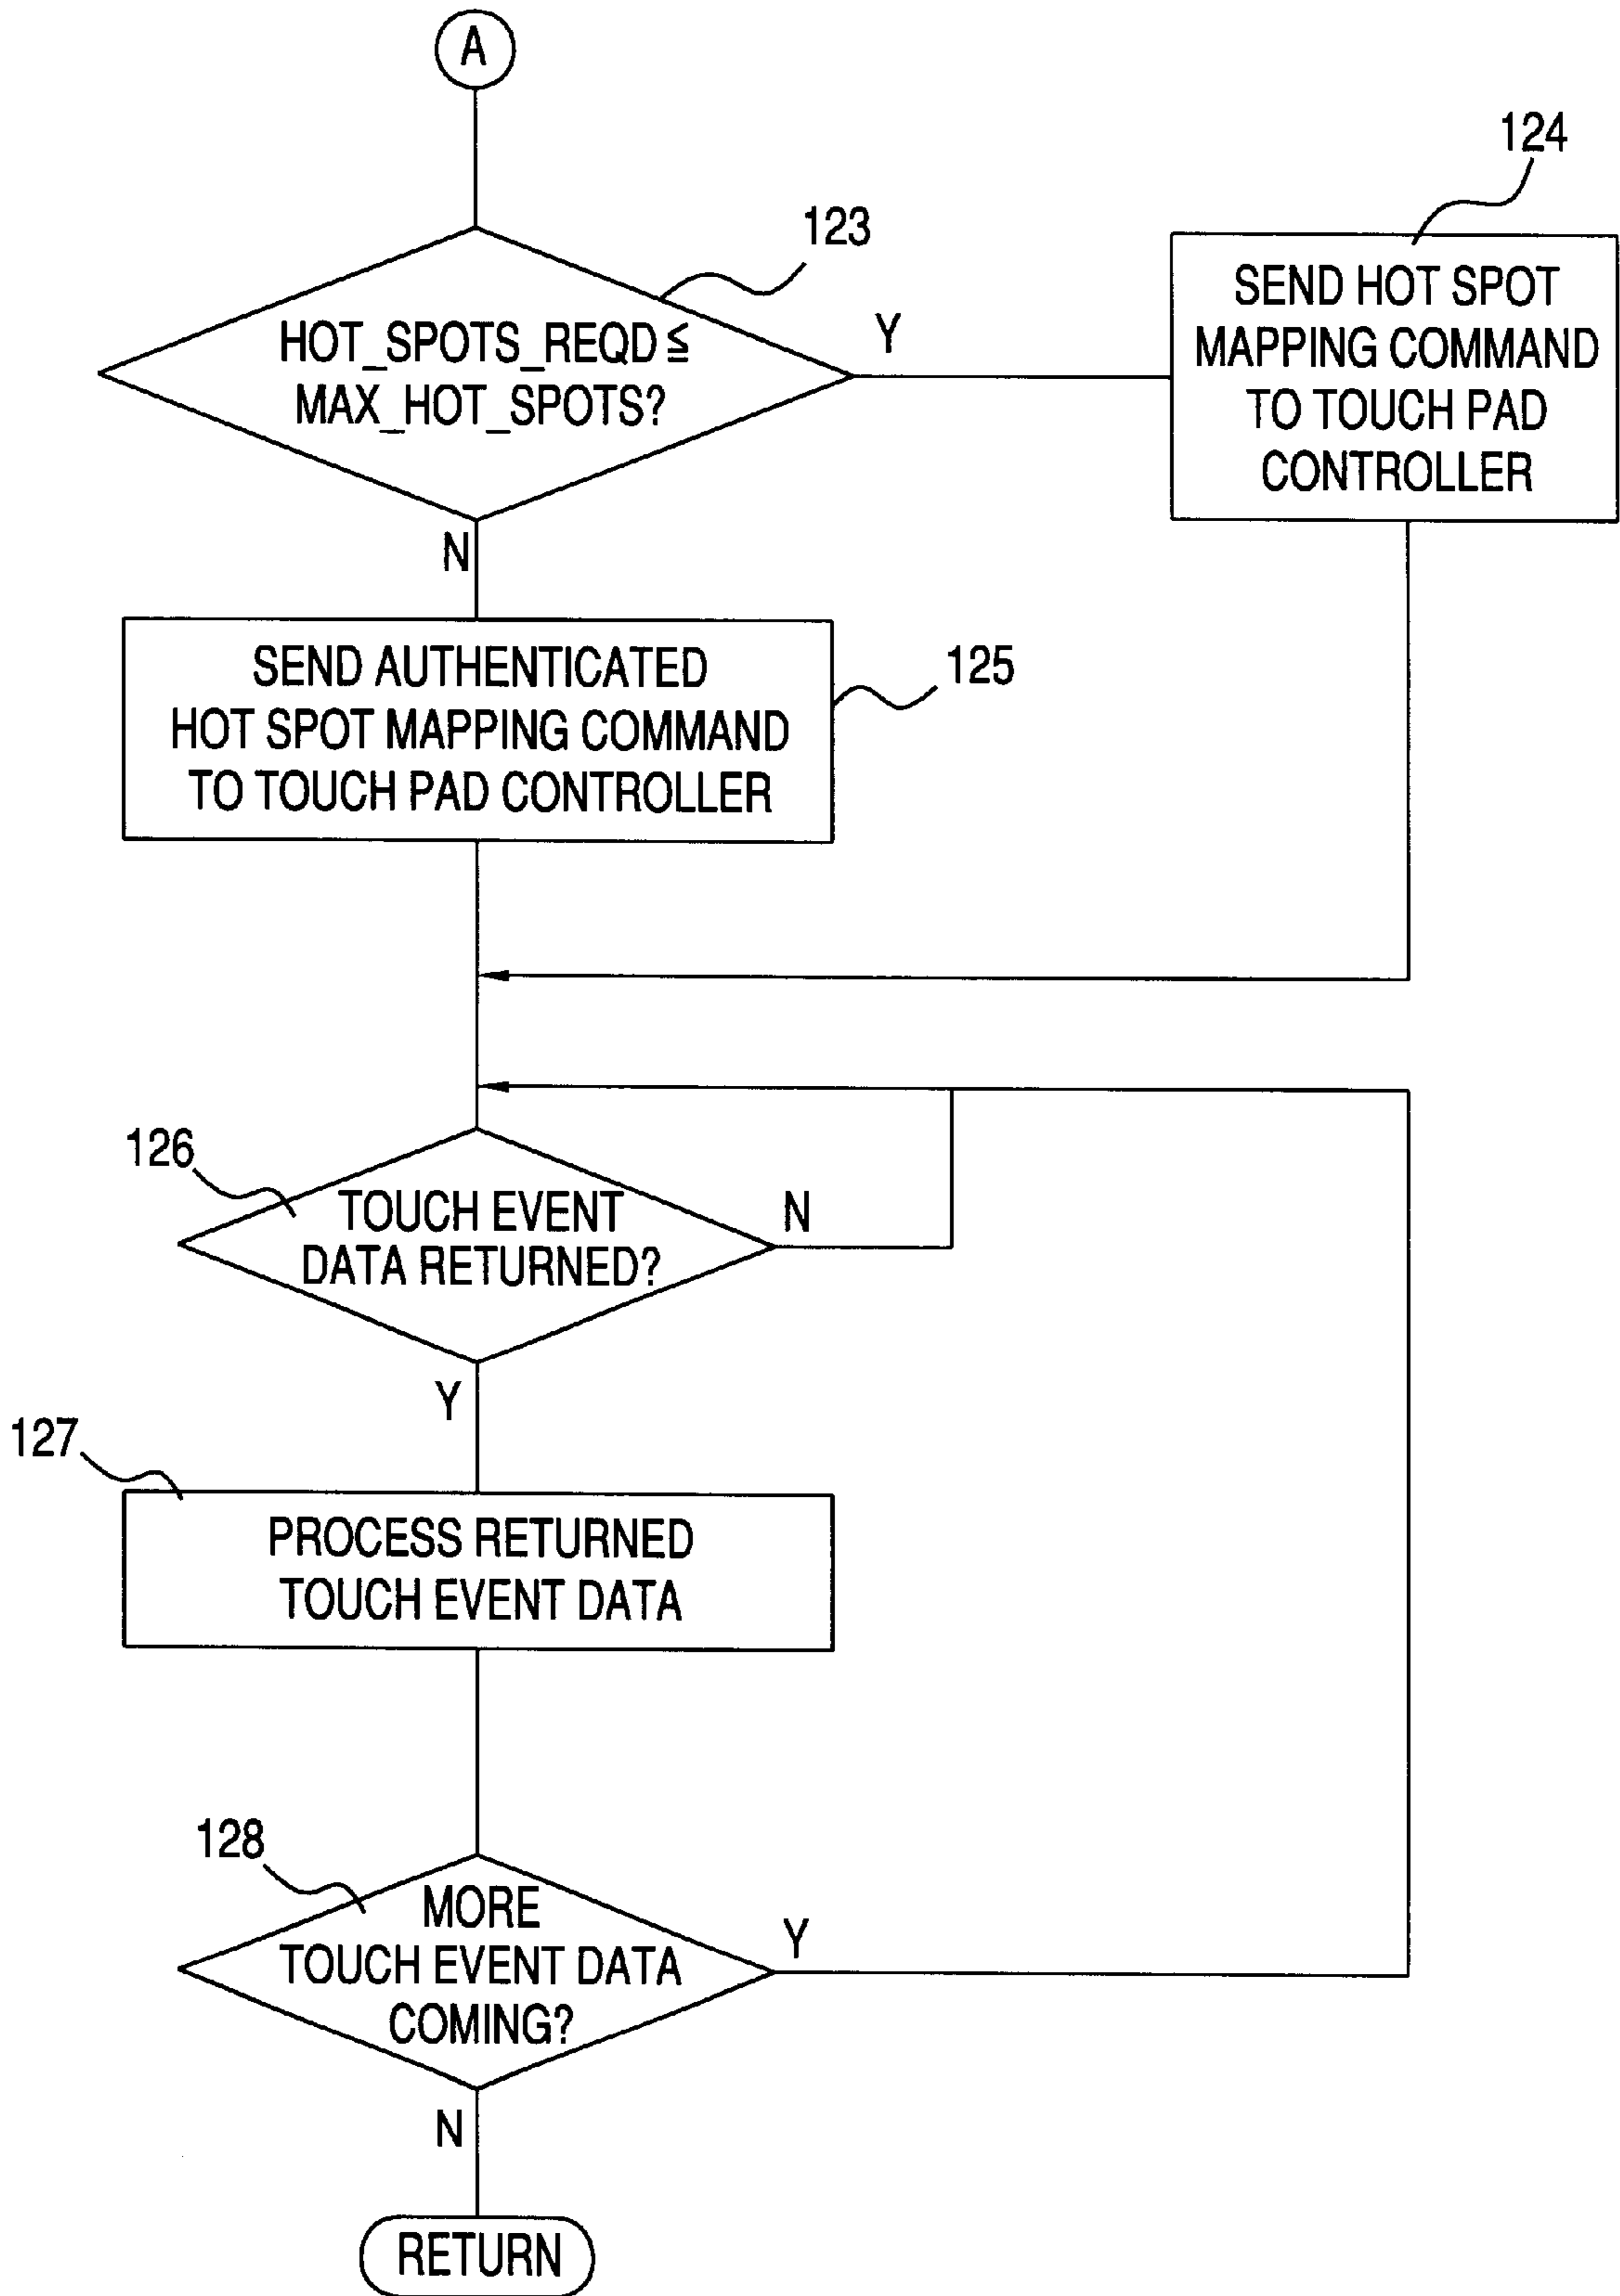 A
124
123
HOT_SPOTS_REQD ≦
MAX_HOT_SPOTS?
Y
SEND HOT SPOT
MAPPING COMMAND
TO TOUCH PAD
CONTROLLER
N
SEND AUTHENTICATED
HOT SPOT MAPPING COMMAND
TO TOUCH PAD CONTROLLER
125
126
TOUCH EVENT
DATA RETURNED?
N
Y
127
PROCESS RETURNED
TOUCH EVENT DATA
128
MORE
TOUCH EVENT DATA
COMING?
Y
N
RETURN